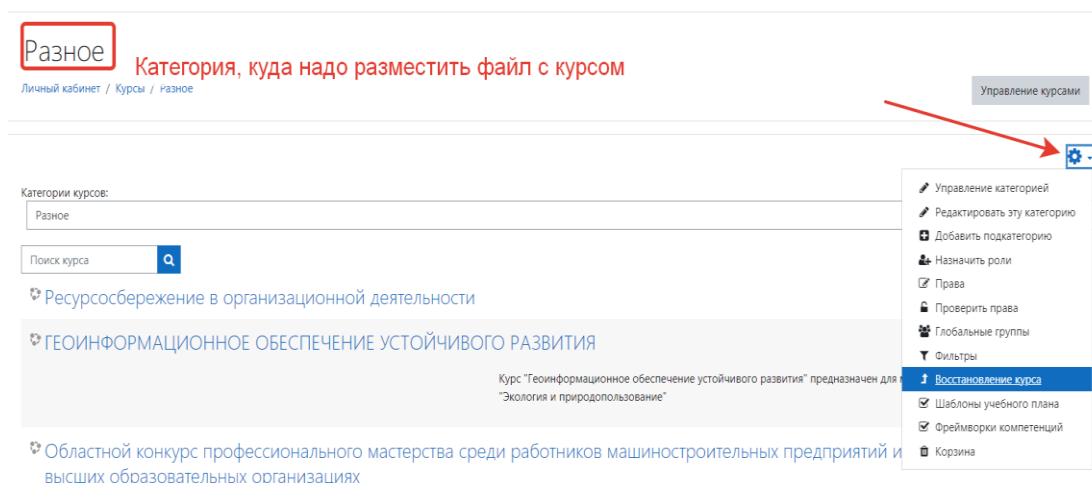 Разное
Категория, куда надо разместить файл с курсом
Личный кабинет / Курсы / Разное
Управление курсами
Категории курсов:
Разное
Поиск курса
Ресурсосбережение в организационной деятельности
ГЕОИНФОРМАЦИОННОЕ ОБЕСПЕЧЕНИЕ УСТОЙЧИВОГО РАЗВИТИЯ
Курс "Геоинформационное обеспечение устойчивого развития" предназначен для
"Экология и природопользование"
Областной конкурс профессионального мастерства среди работников машиностроительных предприятий и
высших образовательных организациях
Управление категорией
Редактировать эту категорию
Добавить подкатегорию
Назначить роли
Права
Проверить права
Глобальные группы
Фильтры
Восстановление курса
Шаблоны учебного плана
Фреймворки компетенций
Корзина